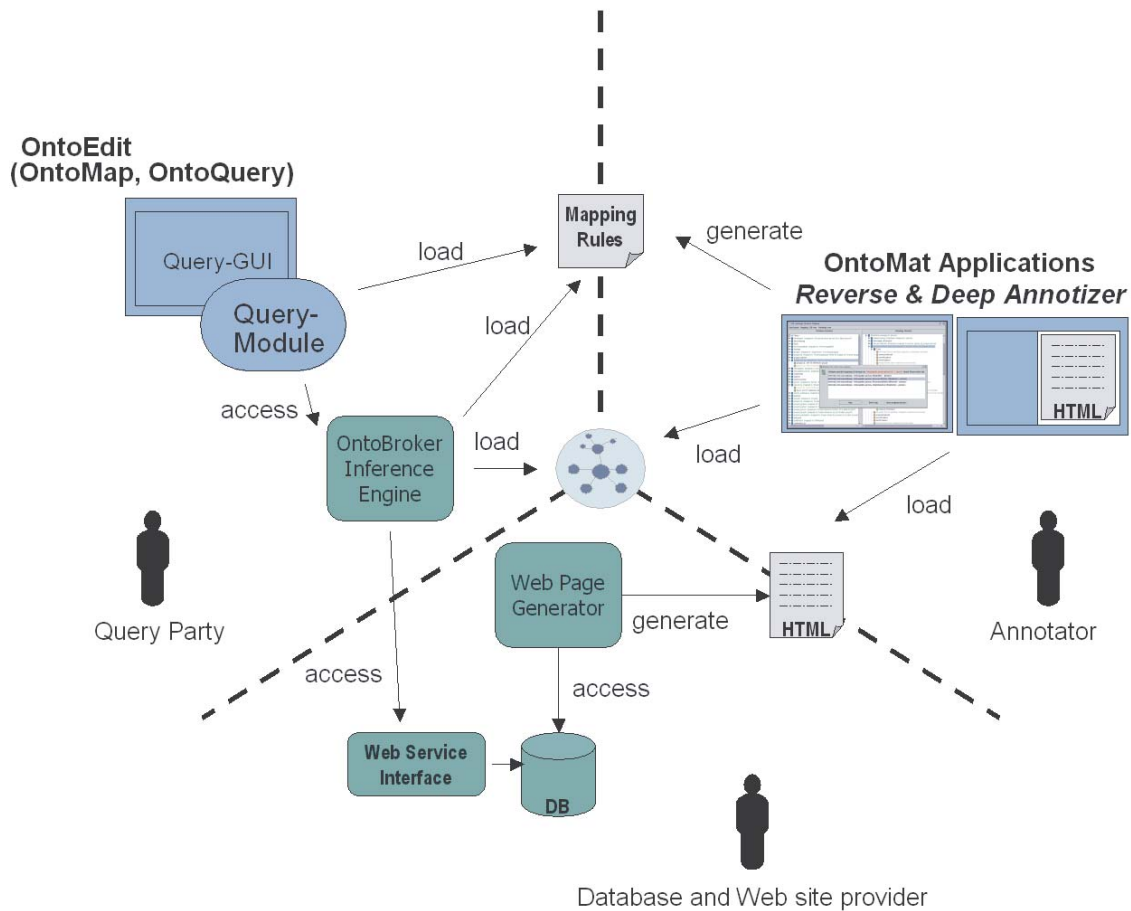 OntoEdit
(OntoMap, OntoQuery)
Query-GUI
Query-
Module
load
Mapping
Rules
generate
OntoMat Applications
Reverse & Deep Annotizer
HTML
load
access
OntoBroker
Inference
Engine
load
load
load
Query Party
Web Page
Generator
generate
HTML
Annotator
access
access
Web Service
Interface
DB
Database and Web site provider